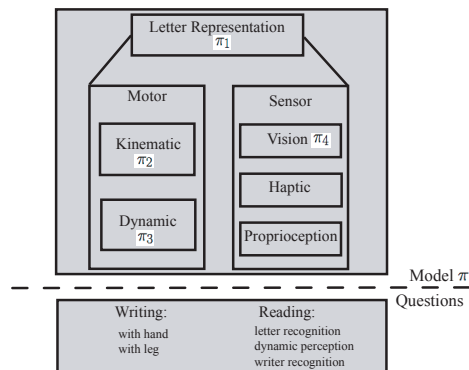 Letter Representation
π1
Motor
Kinematic
π2
Dynamic
π3
Sensor
Vision π4
Haptic
Proprioception
Model π
Questions
Writing:
with hand
with leg
Reading:
letter recognition
dynamic perception
writer recognition